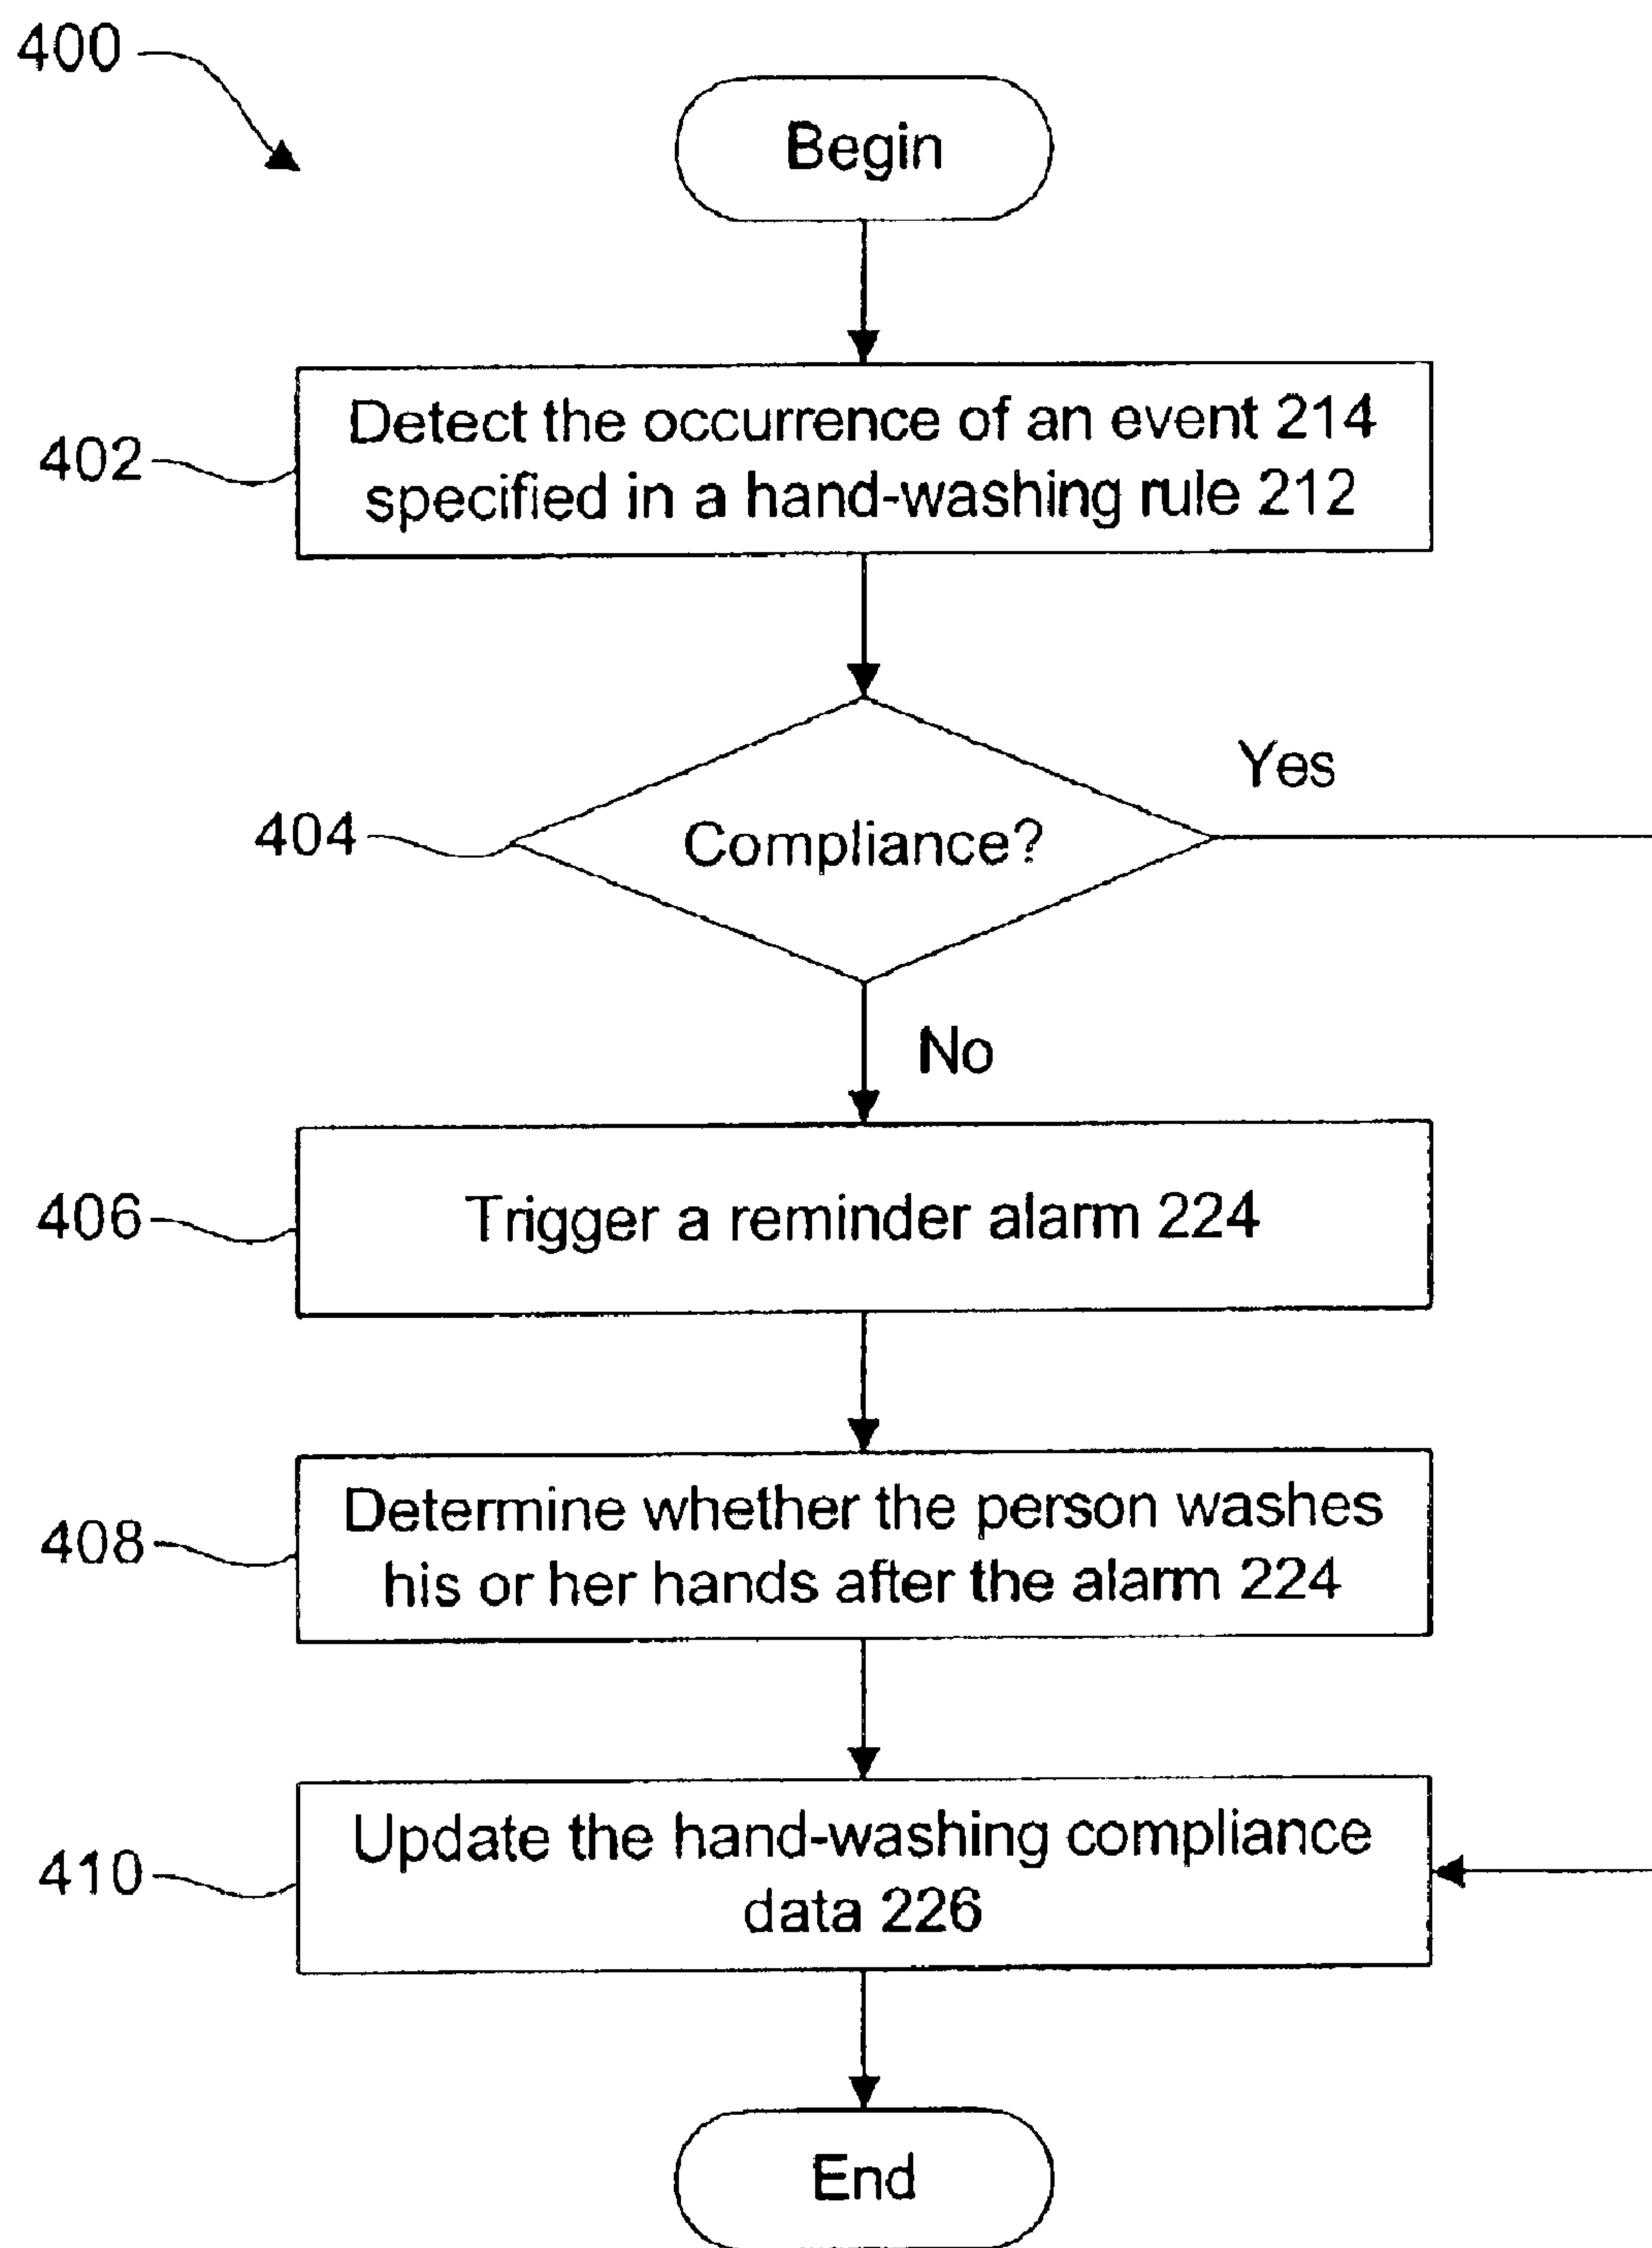 400
Begin
402
Detect the occurrence of an event 214
specified in a hand-washing rule 212
404
Compliance?
Yes
No
406
Trigger a reminder alarm 224
408
Determine whether the person washes
his or her hands after the alarm 224
410
Update the hand-washing compliance
data 226
End